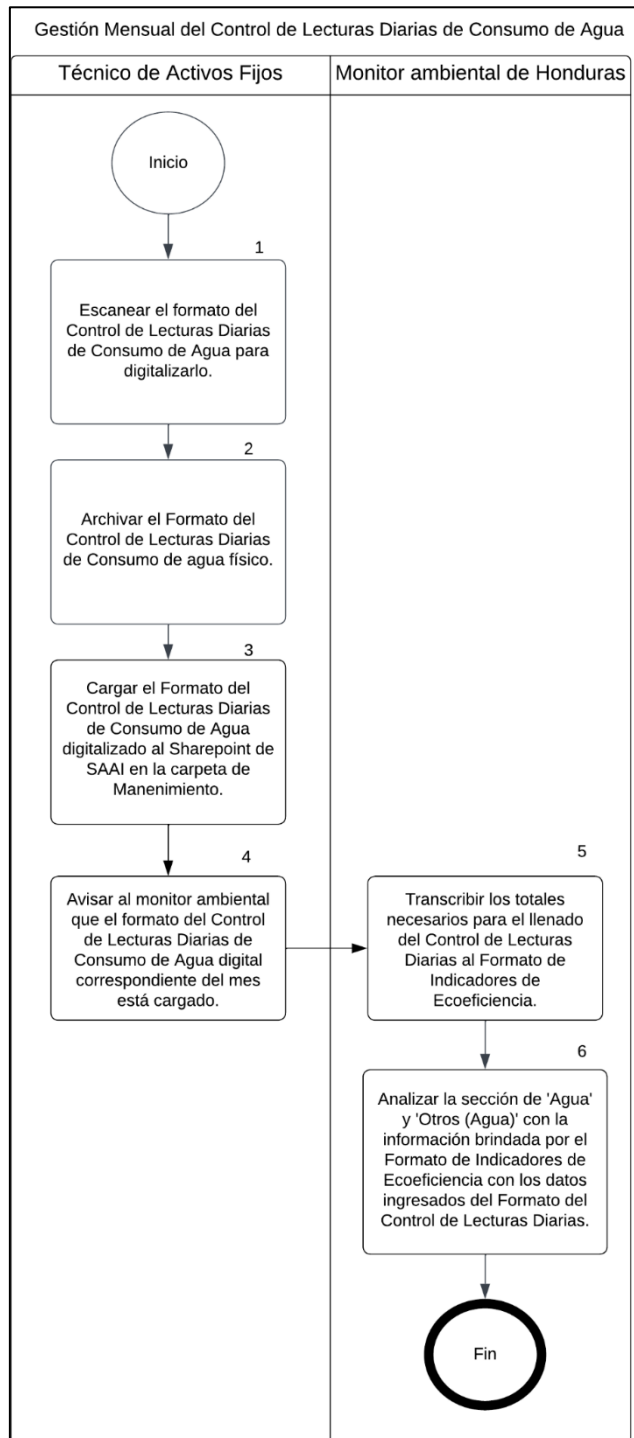 Gestión Mensual del Control de Lecturas Diarias de Consumo de Agua
Técnico de Activos Fijos
Monitor ambiental de Honduras
Inicio
1
Escanear el formato del
Control de Lecturas Diarias
de Consumo de Agua para
digitalizarlo.
2
Archivar el Formato del
Control de Lecturas Diarias
de Consumo de agua físico.
3
Cargar el Formato del
Control de Lecturas Diarias
de Consumo de Agua
digitalizado al Sharepoint de
SAAI en la carpeta de
Manenimiento.
4
Avisar al monitor ambiental
que el formato del Control
de Lecturas Diarias de
Consumo de Agua digital
correspondiente del mes
está cargado.
5
Transcribir los totales
necesarios para el llenado
del Control de Lecturas
Diarias al Formato de
Indicadores de
Ecoeficiencia.
6
Analizar la sección de 'Agua'
y 'Otros (Agua)' con la
información brindada por el
Formato de Indicadores de
Ecoeficiencia con los datos
ingresados del Formato del
Control de Lecturas Diarias.
Fin